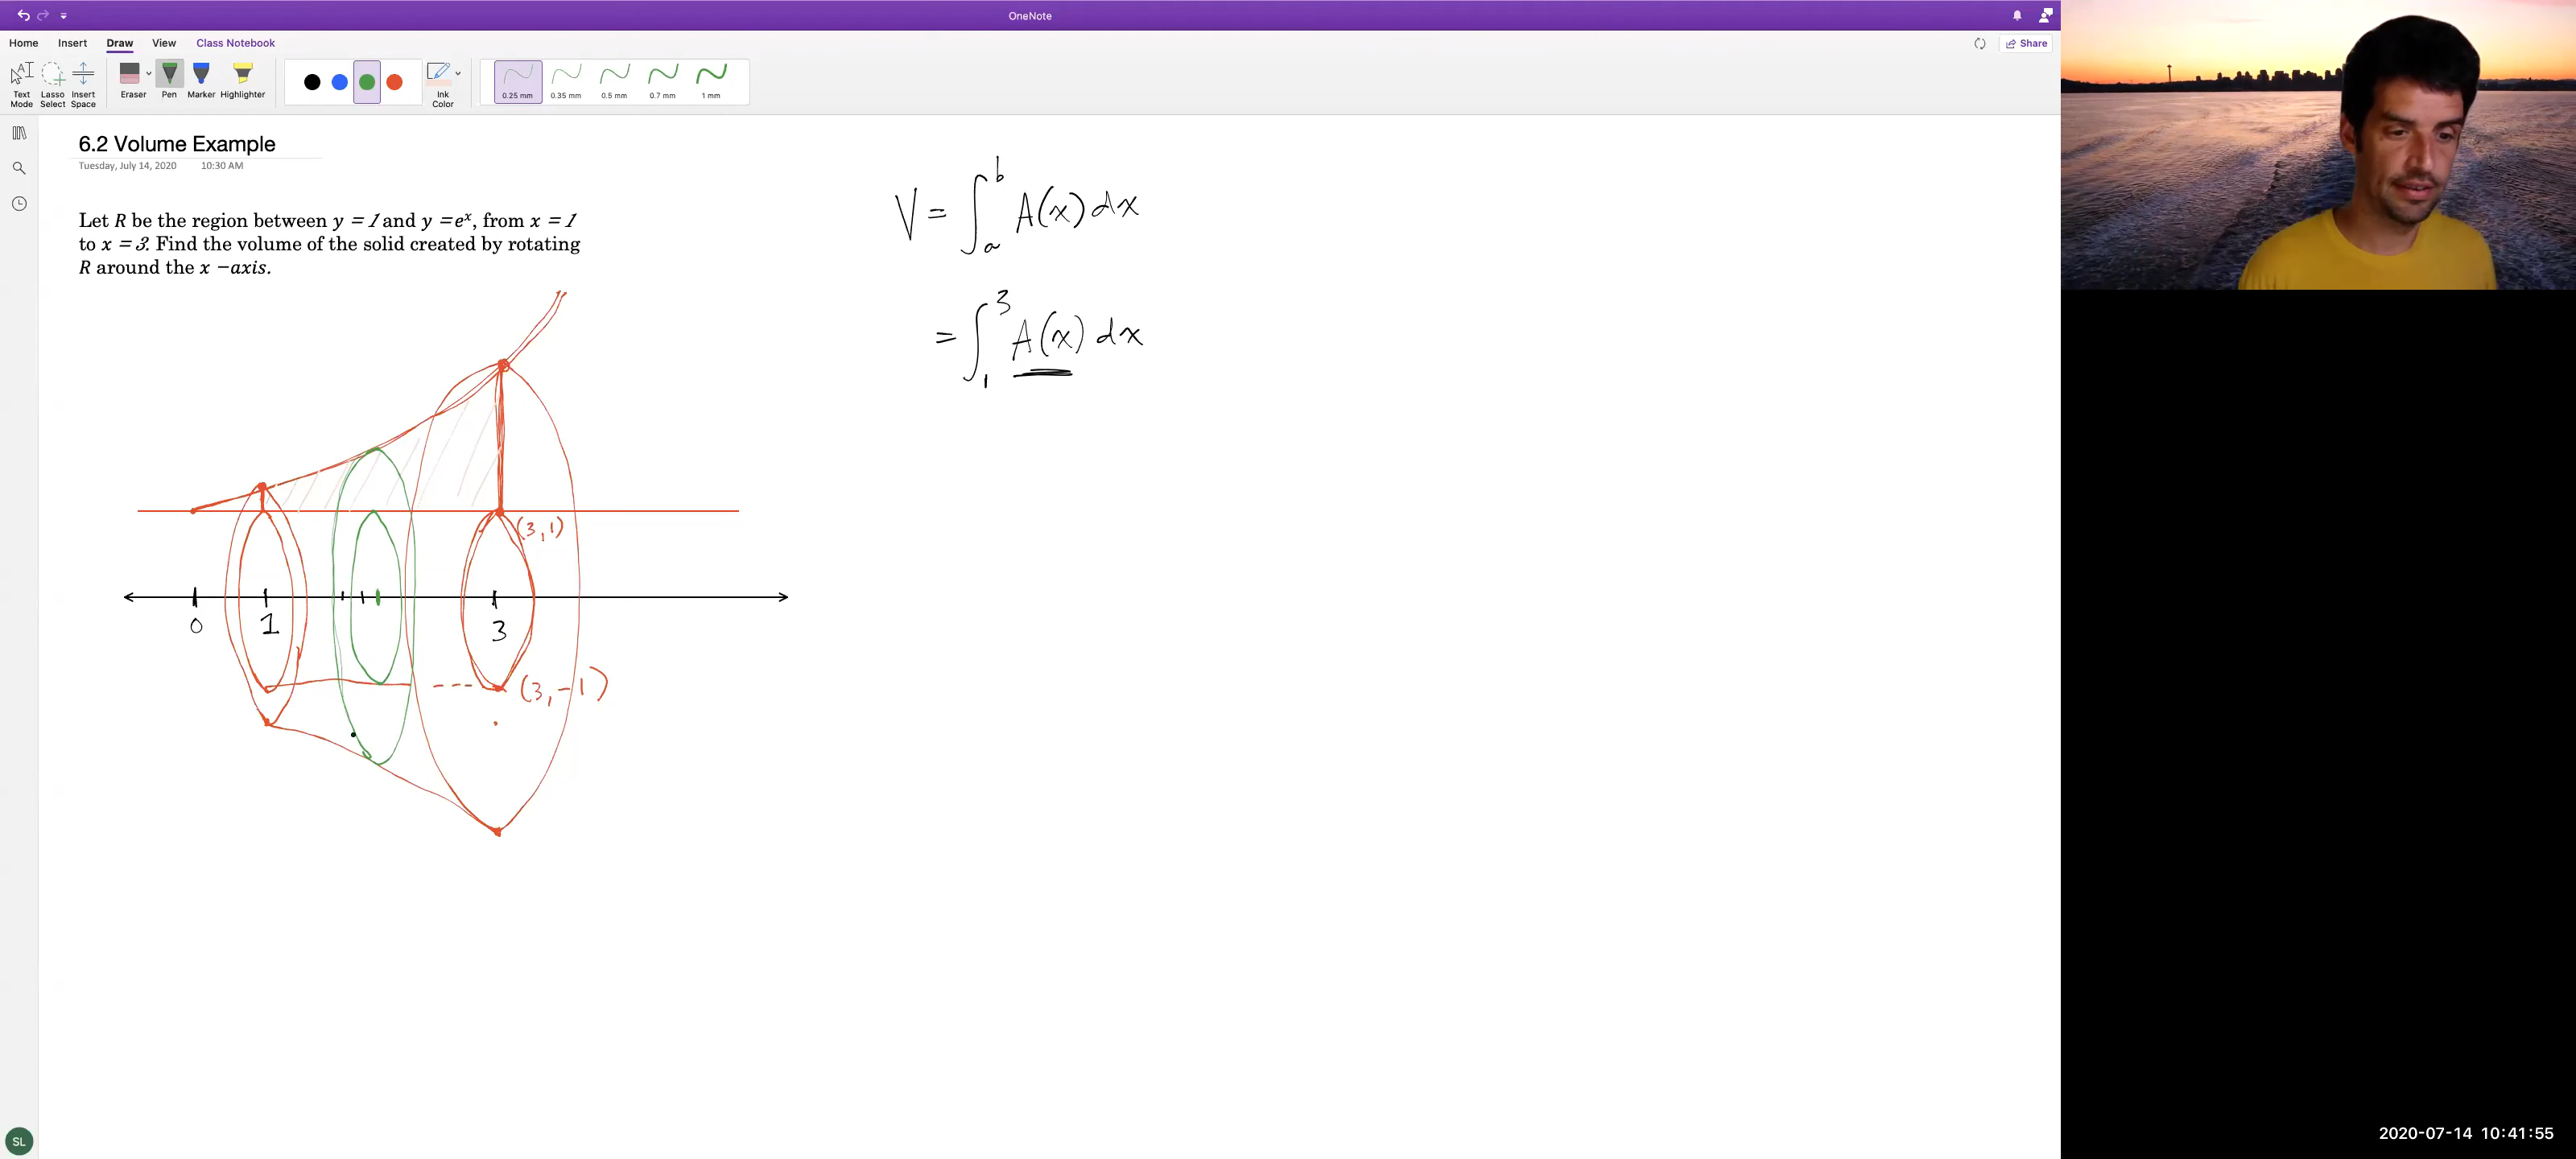 OneNote
Home Insert Draw View Class Notebook
Share
Text Mode
Lasso Select
Insert Space
Eraser
Pen
Marker
Highlighter
Ink Color
0.25 mm
0.35 mm
0.5 mm
0.7 mm
1 mm
6.2 Volume Example
Tuesday, July 14, 2020 10:30 AM
Let R be the region between y = 1 and y = eˣ, from x = 1
to x = 3. Find the volume of the solid created by rotating
R around the x −axis.
V = ∫_a^b A(x) dx
= ∫_1^3 A(x) dx
(3, 1)
0 1 3
(3, -1)
SL
2020-07-14 10:41:55